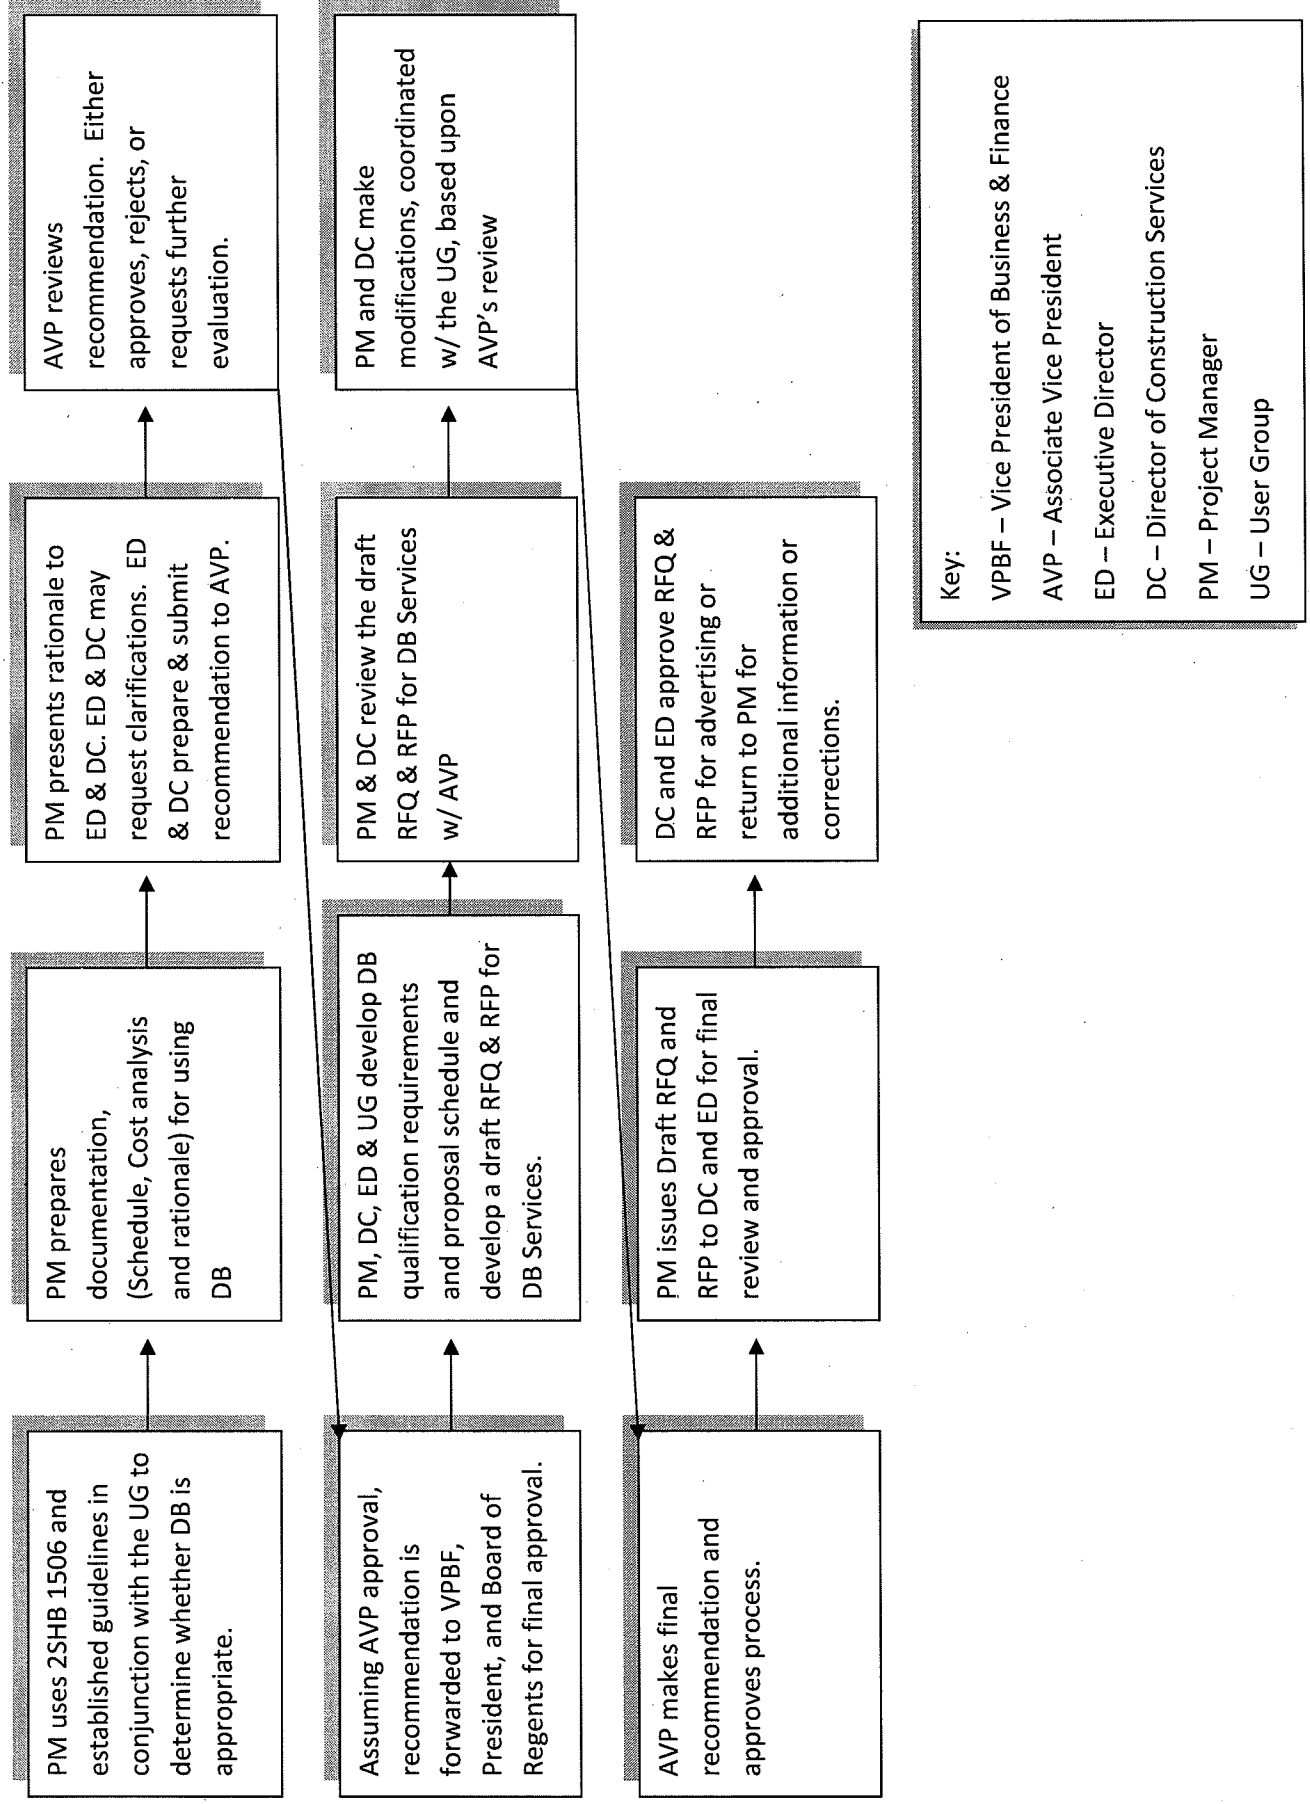 PM uses 2SHB 1506 and
established guidelines in
conjunction with the UG to
determine whether DB is
appropriate.
PM prepares
documentation,
(Schedule, Cost analysis
and rationale) for using
DB
PM presents rationale to
ED & DC. ED & DC may
request clarifications. ED
& DC prepare & submit
recommendation to AVP.
AVP reviews
recommendation. Either
approves, rejects, or
requests further
evaluation.
Assuming AVP approval,
recommendation is
forwarded to VPBF,
President, and Board of
Regents for final approval.
PM, DC, ED & UG develop DB
qualification requirements
and proposal schedule and
develop a draft RFQ & RFP for
DB Services.
PM & DC review the draft
RFQ & RFP for DB Services
w/ AVP
PM and DC make
modifications, coordinated
w/ the UG, based upon
AVP's review
AVP makes final
recommendation and
approves process.
PM issues Draft RFQ and
RFP to DC and ED for final
review and approval.
DC and ED approve RFQ &
RFP for advertising or
return to PM for
additional information or
corrections.
Key:
VPBF – Vice President of Business & Finance
AVP – Associate Vice President
ED – Executive Director
DC – Director of Construction Services
PM – Project Manager
UG – User Group